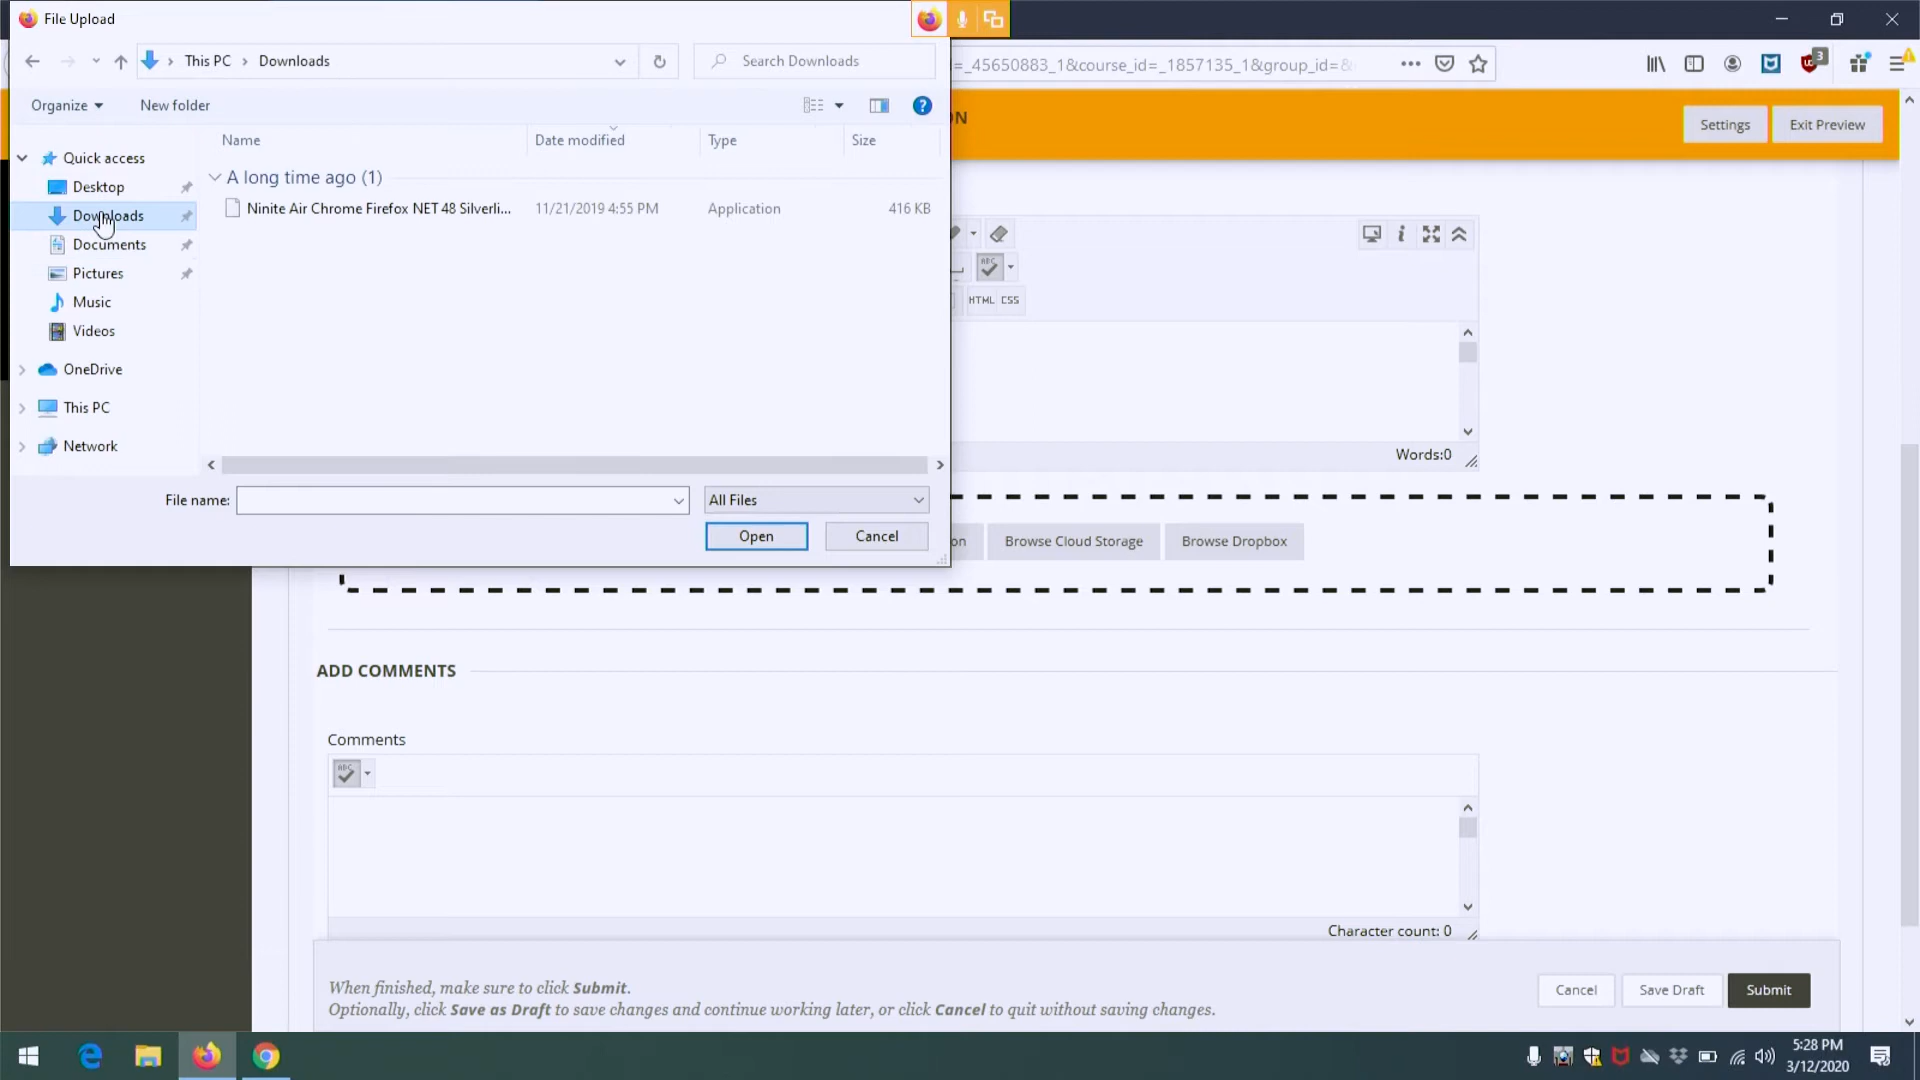 File Upload
This PC
Downloads
Search Downloads
=_45650883_1&course_id=_1857135_1&group_id=&
3
Organize
New folder
ON
Settings
Exit Preview
Name
Date modified
Type
Size
Quick access
A long time ago (1)
Desktop
Ninite Air Chrome Firefox NET 48 Silverli...
11/21/2019 4:55 PM
Application
416 KB
Downloads
Documents
Pictures
Music
Videos
OneDrive
This PC
Network
ABC
HTML
CSS
Words:0
File name:
All Files
Open
Cancel
on
Browse Cloud Storage
Browse Dropbox
ADD COMMENTS
Comments
ABC
Character count: 0
When finished, make sure to click Submit.
Optionally, click Save as Draft to save changes and continue working later, or click Cancel to quit without saving changes.
Cancel
Save Draft
Submit
5:28 PM
3/12/2020